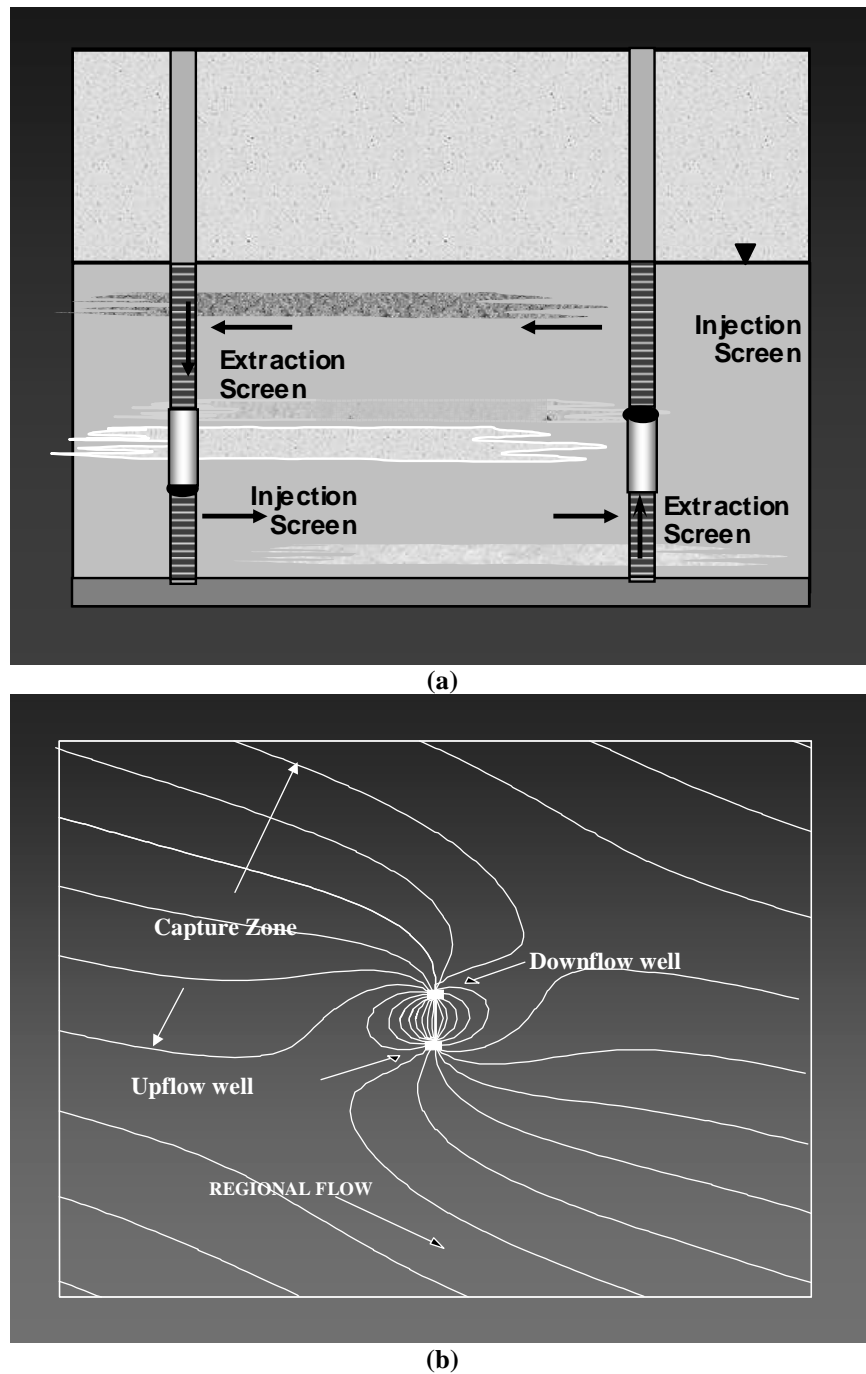 Injection
Screen
Extraction
Screen
Injection
Screen
Extraction
Screen
(a)
Capture Zone
Downflow well
Upflow well
REGIONAL FLOW
(b)